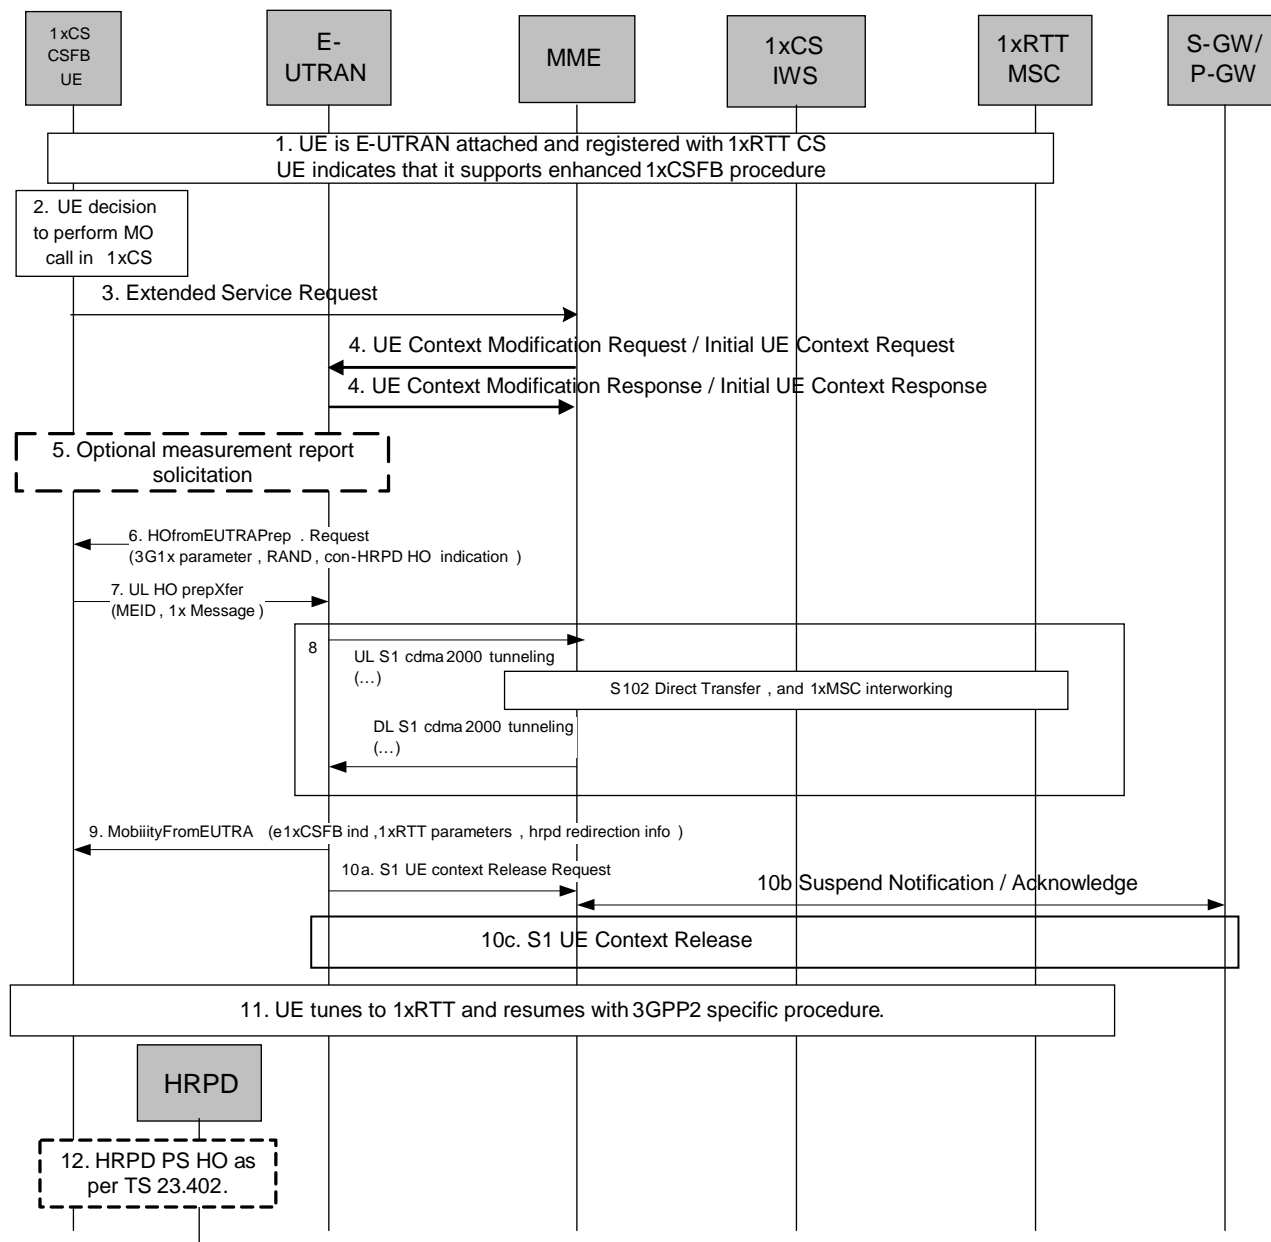 1xCS
CSFB
UE
E-
UTRAN
MME
1xCS
IWS
1xRTT
MSC
S-GW/
P-GW
1. UE is E-UTRAN attached and registered with 1xRTT CS
UE indicates that it supports enhanced 1xCSFB procedure
2. UE decision
to perform MO
call in 1xCS
3. Extended Service Request
4. UE Context Modification Request / Initial UE Context Request
4. UE Context Modification Response / Initial UE Context Response
5. Optional measurement report
solicitation
6. HOfromEUTRAPrep . Request
(3G1x parameter , RAND , con-HRPD HO indication )
7. UL HO prepXfer
(MEID , 1x Message )
8
UL S1 cdma2000 tunneling
(...)
S102 Direct Transfer , and 1xMSC interworking
DL S1 cdma2000 tunneling
(...)
9. MobiiityFromEUTRA (e1xCSFB ind ,1xRTT parameters , hrpd redirection info )
10a. S1 UE context Release Request
10b Suspend Notification / Acknowledge
10c. S1 UE Context Release
11. UE tunes to 1xRTT and resumes with 3GPP2 specific procedure.
HRPD
12. HRPD PS HO as
per TS 23.402.